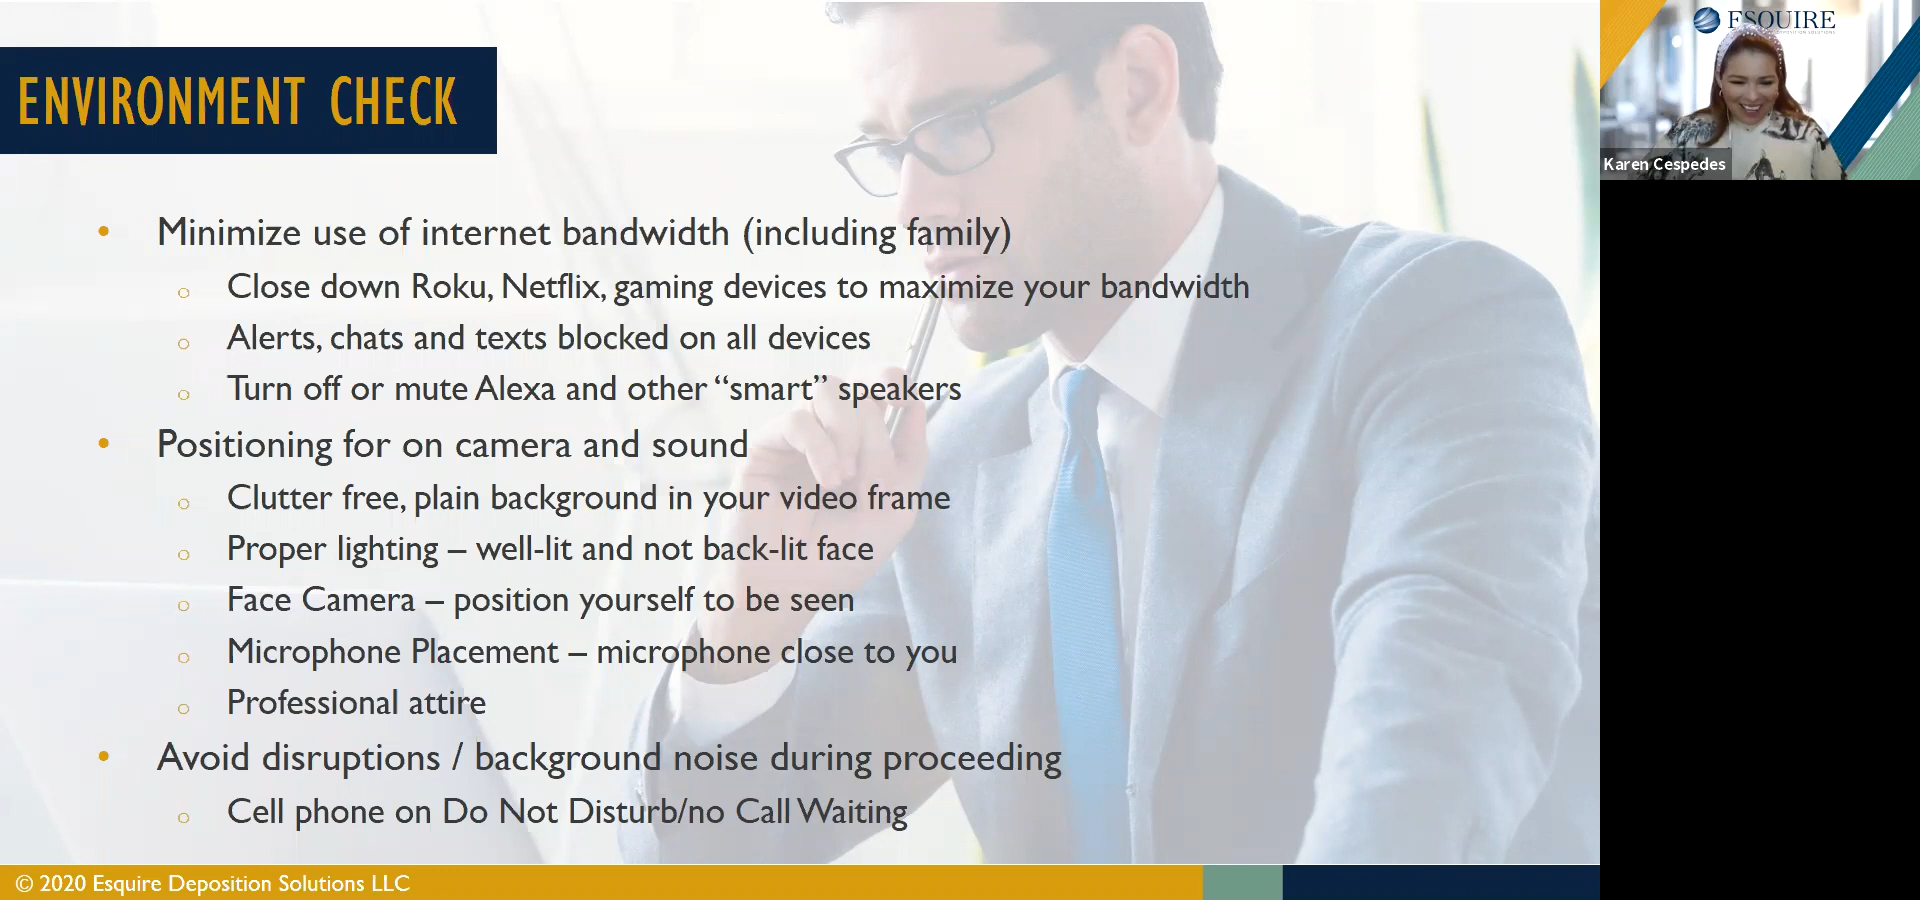 ENVIRONMENT CHECK
• Minimize use of internet bandwidth (including family)
o Close down Roku, Netflix, gaming devices to maximize your bandwidth
o Alerts, chats and texts blocked on all devices
o Turn off or mute Alexa and other “smart” speakers
• Positioning for on camera and sound
o Clutter free, plain background in your video frame
o Proper lighting – well-lit and not back-lit face
o Face Camera – position yourself to be seen
o Microphone Placement – microphone close to you
o Professional attire
• Avoid disruptions / background noise during proceeding
o Cell phone on Do Not Disturb/no Call Waiting
© 2020 Esquire Deposition Solutions LLC
ESQUIRE
DEPOSITION SOLUTIONS
Karen Cespedes